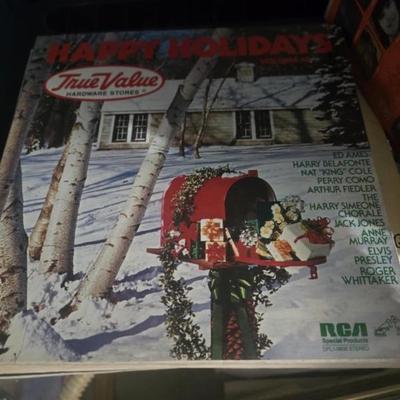 HAPPY HOLIDAYS
True Value
HARDWARE STORES
ED AMES
HARRY BELAFONTE
NAT "KING" COLE
PERRY COMO
ARTHUR FIEDLER
THE
HARRY SIMEONE
CHORALE
JACK JONES
ANNE
MURRAY
ELVIS
PRESLEY
ROGER
WHITTAKER
RCA
Special Products
STEREO